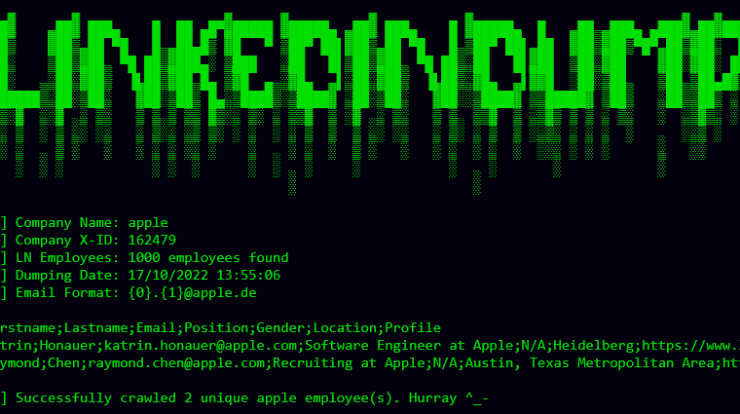 LINKEDINDUMP
] Company Name: apple
] Company X-ID: 162479
] LN Employees: 1000 employees found
] Dumping Date: 17/10/2022 13:55:06
] Email Format: {0}.{1}@apple.de
rstname;Lastname;Email;Position;Gender;Location;Profile
trin;Honauer;katrin.honauer@apple.com;Software Engineer at Apple;N/A;Heidelberg;https://www.
ymond;Chen;raymond.chen@apple.com;Recruiting at Apple;N/A;Austin, Texas Metropolitan Area;ht
] Successfully crawled 2 unique apple employee(s). Hurray ^_-